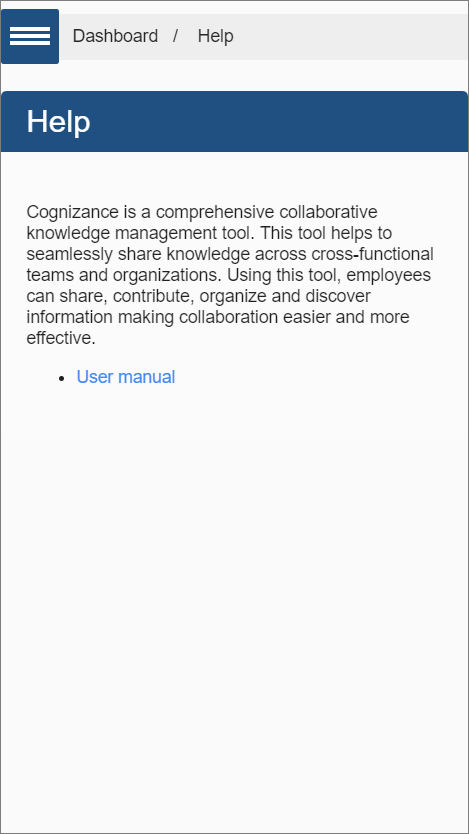 Dashboard / Help
Help
Cognizance is a comprehensive collaborative
knowledge management tool. This tool helps to
seamlessly share knowledge across cross-functional
teams and organizations. Using this tool, employees
can share, contribute, organize and discover
information making collaboration easier and more
effective.
• User manual